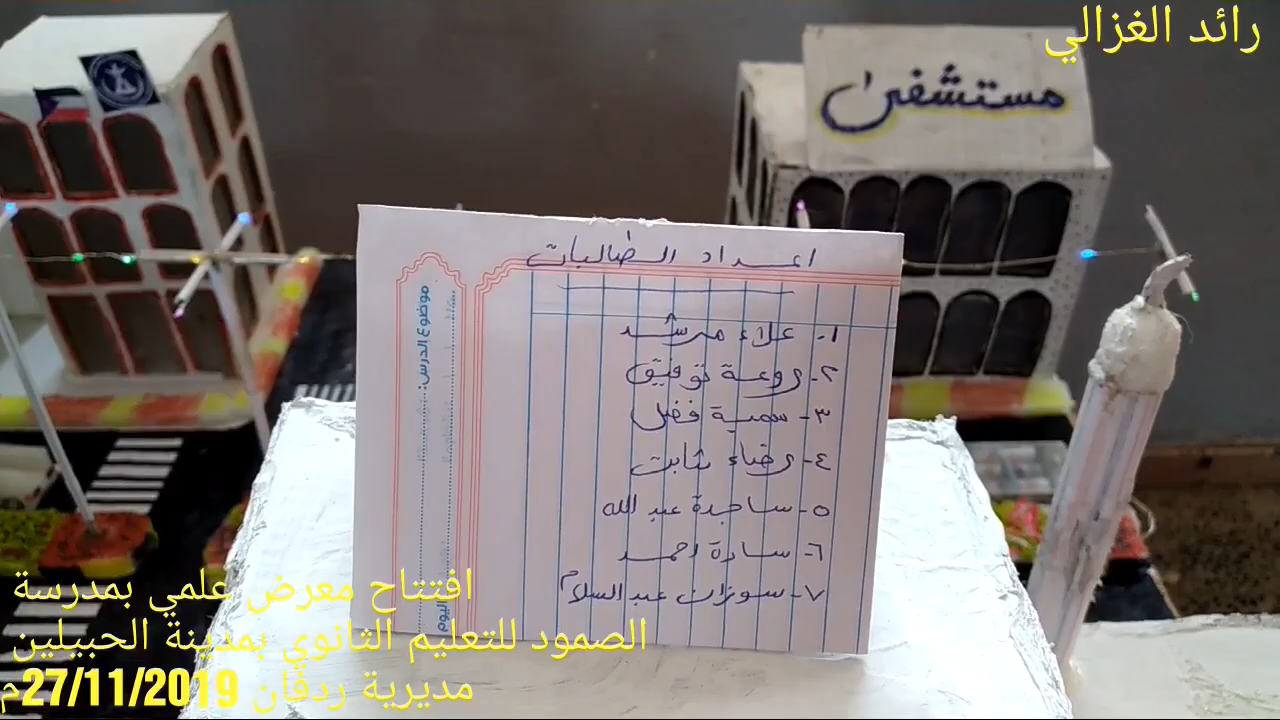 رائد الغزالي
مستشفى
اعداد الطالبات
موضوع الدرس:
اليوم
١- علاء مرشد
٢- روعة توفيق
٣- سمية فضل
٤- رضاء ثابت
٥- ساجدة عبد الله
٦- سارة احمد
٧- سوزان عبد السلام
افتتاح معرض علمي بمدرسة
الصمود للتعليم الثانوي بمدينة الحبيلين
مديرية ردفان 27/11/2019م